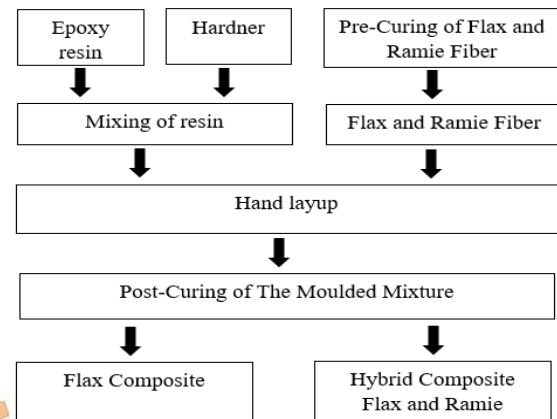 Epoxy
resin
Hardner
Pre-Curing of Flax and
Ramie Fiber
Mixing of resin
Flax and Ramie Fiber
Hand layup
Post-Curing of The Moulded Mixture
Flax Composite
Hybrid Composite
Flax and Ramie